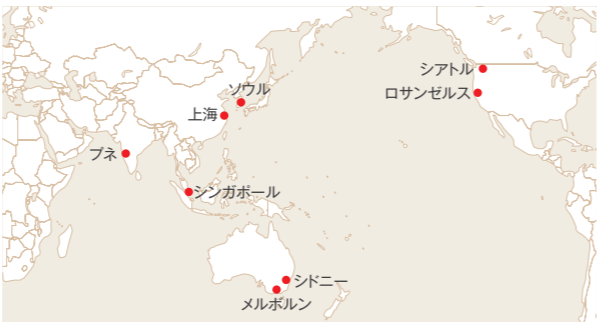 シアトル
ソウル
ロサンゼルス
上海
プネ
シンガポール
シドニー
メルボルン